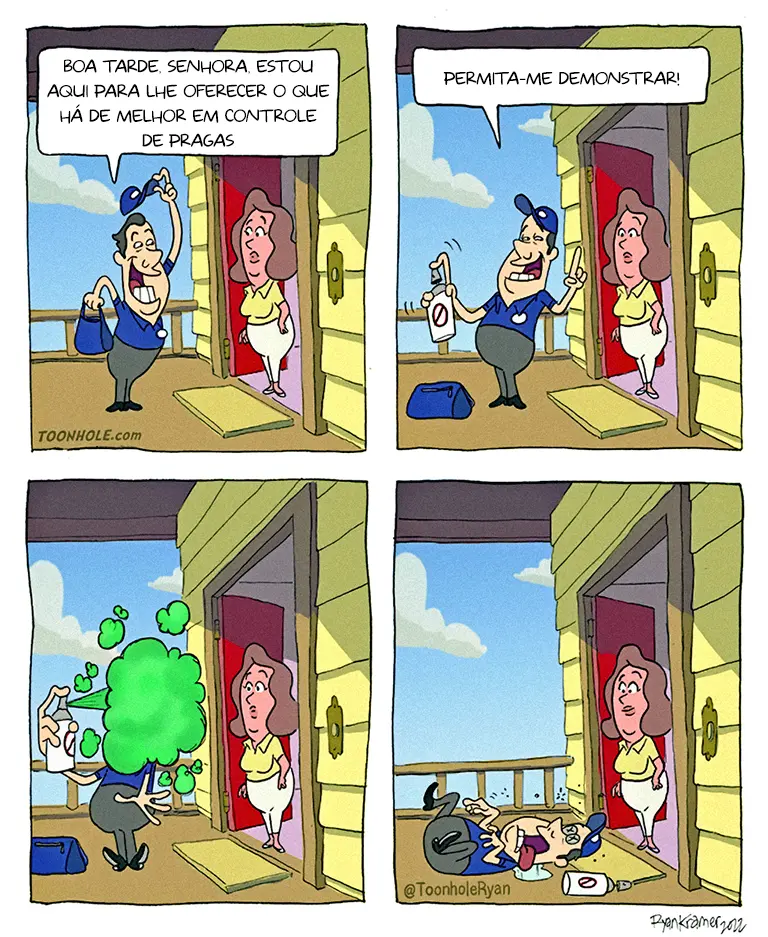 BOA TARDE, SENHORA, ESTOU
AQUI PARA LHE OFERECER O QUE
HÁ DE MELHOR EM CONTROLE
DE PRAGAS
PERMITA-ME DEMONSTRAR!
TOONHOLE.com
@ToonholeRyan
RyanKramer2022